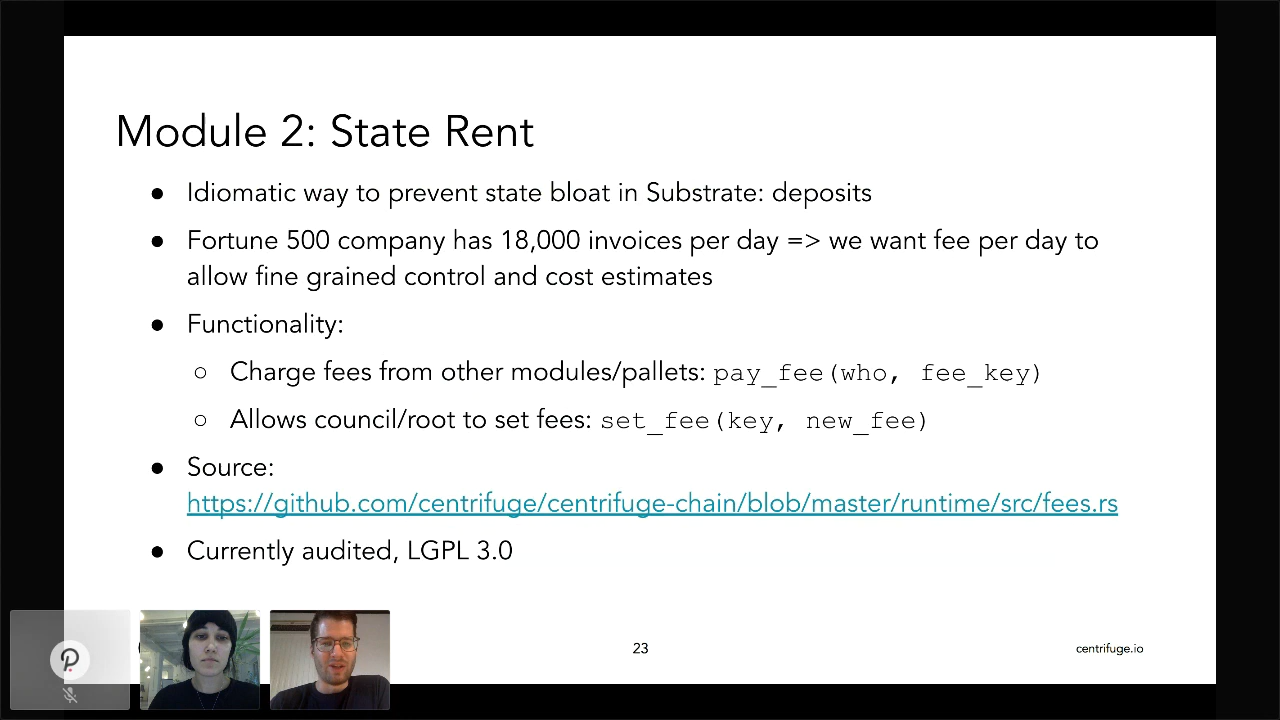 Module 2: State Rent
● Idiomatic way to prevent state bloat in Substrate: deposits
● Fortune 500 company has 18,000 invoices per day => we want fee per day to
allow fine grained control and cost estimates
● Functionality:
○ Charge fees from other modules/pallets: pay_fee(who, fee_key)
○ Allows council/root to set fees: set_fee(key, new_fee)
● Source:
https://github.com/centrifuge/centrifuge-chain/blob/master/runtime/src/fees.rs
● Currently audited, LGPL 3.0
23
centrifuge.io